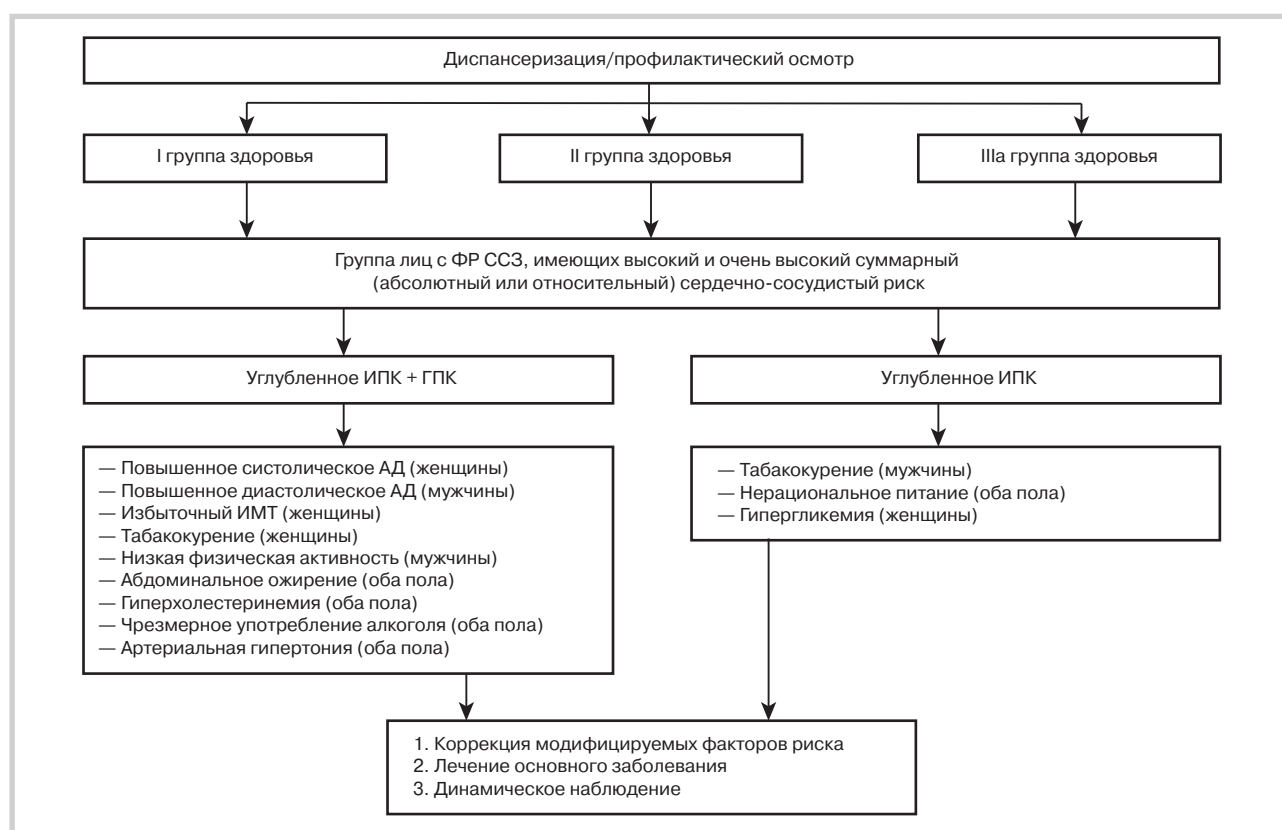 Диспансеризация/профилактический осмотр
I группа здоровья
II группа здоровья
IIIа группа здоровья
Группа лиц с ФР ССЗ, имеющих высокий и очень высокий суммарный
(абсолютный или относительный) сердечно-сосудистый риск
Углубленное ИПК + ГПК
Углубленное ИПК
— Повышенное систолическое АД (женщины)
— Повышенное диастолическое АД (мужчины)
— Избыточный ИМТ (женщины)
— Табакокурение (женщины)
— Низкая физическая активность (мужчины)
— Абдоминальное ожирение (оба пола)
— Гиперхолестеринемия (оба пола)
— Чрезмерное употребление алкоголя (оба пола)
— Артериальная гипертония (оба пола)
— Табакокурение (мужчины)
— Нерациональное питание (оба пола)
— Гипергликемия (женщины)
1. Коррекция модифицируемых факторов риска
2. Лечение основного заболевания
3. Динамическое наблюдение